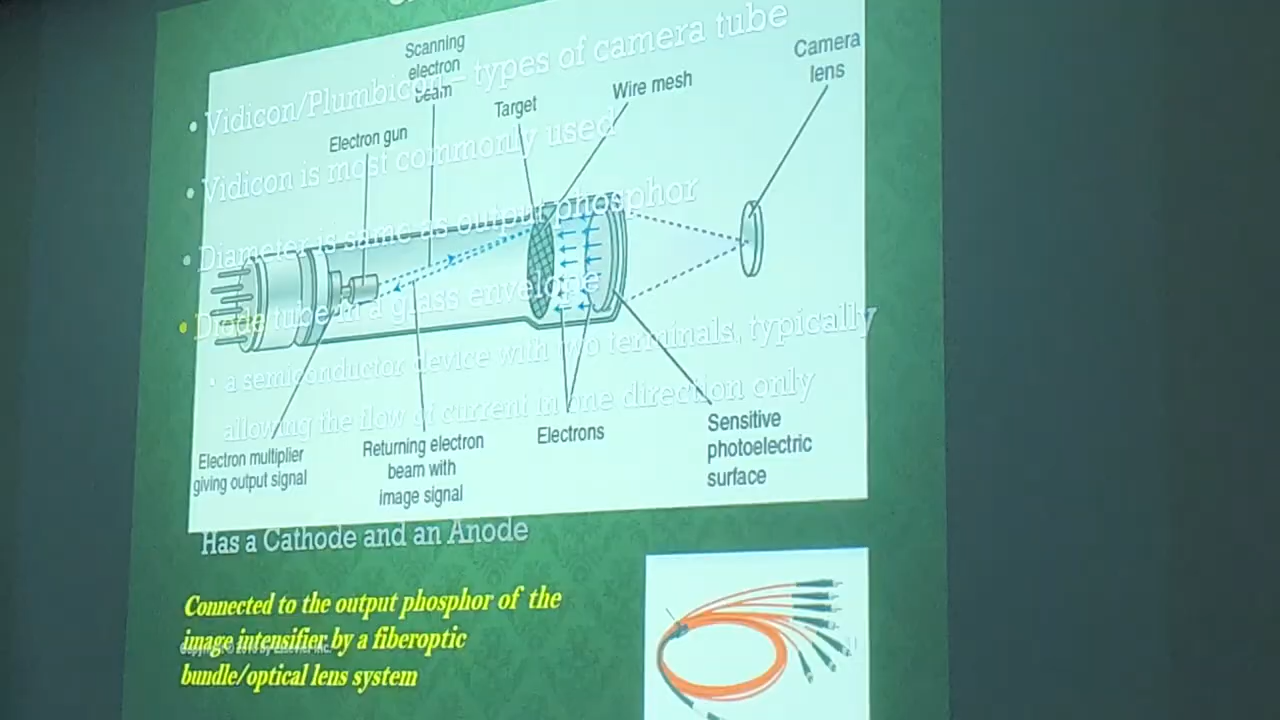 Scanning
electron
beam
Camera
lens
Wire mesh
Target
Electron gun
• Vidicon/Plumbicon – types of camera tube
• Vidicon is most commonly used
• Diameter is same as output phosphor
• Diode tube in a glass envelope
• a semiconductor device with two terminals, typically
allowing the flow of current in one direction only
Electron multiplier
giving output signal
Returning electron
beam with
image signal
Electrons
Sensitive
photoelectric
surface
Has a Cathode and an Anode
Connected to the output phosphor of the
image intensifier by a fiberoptic
bundle/optical lens system